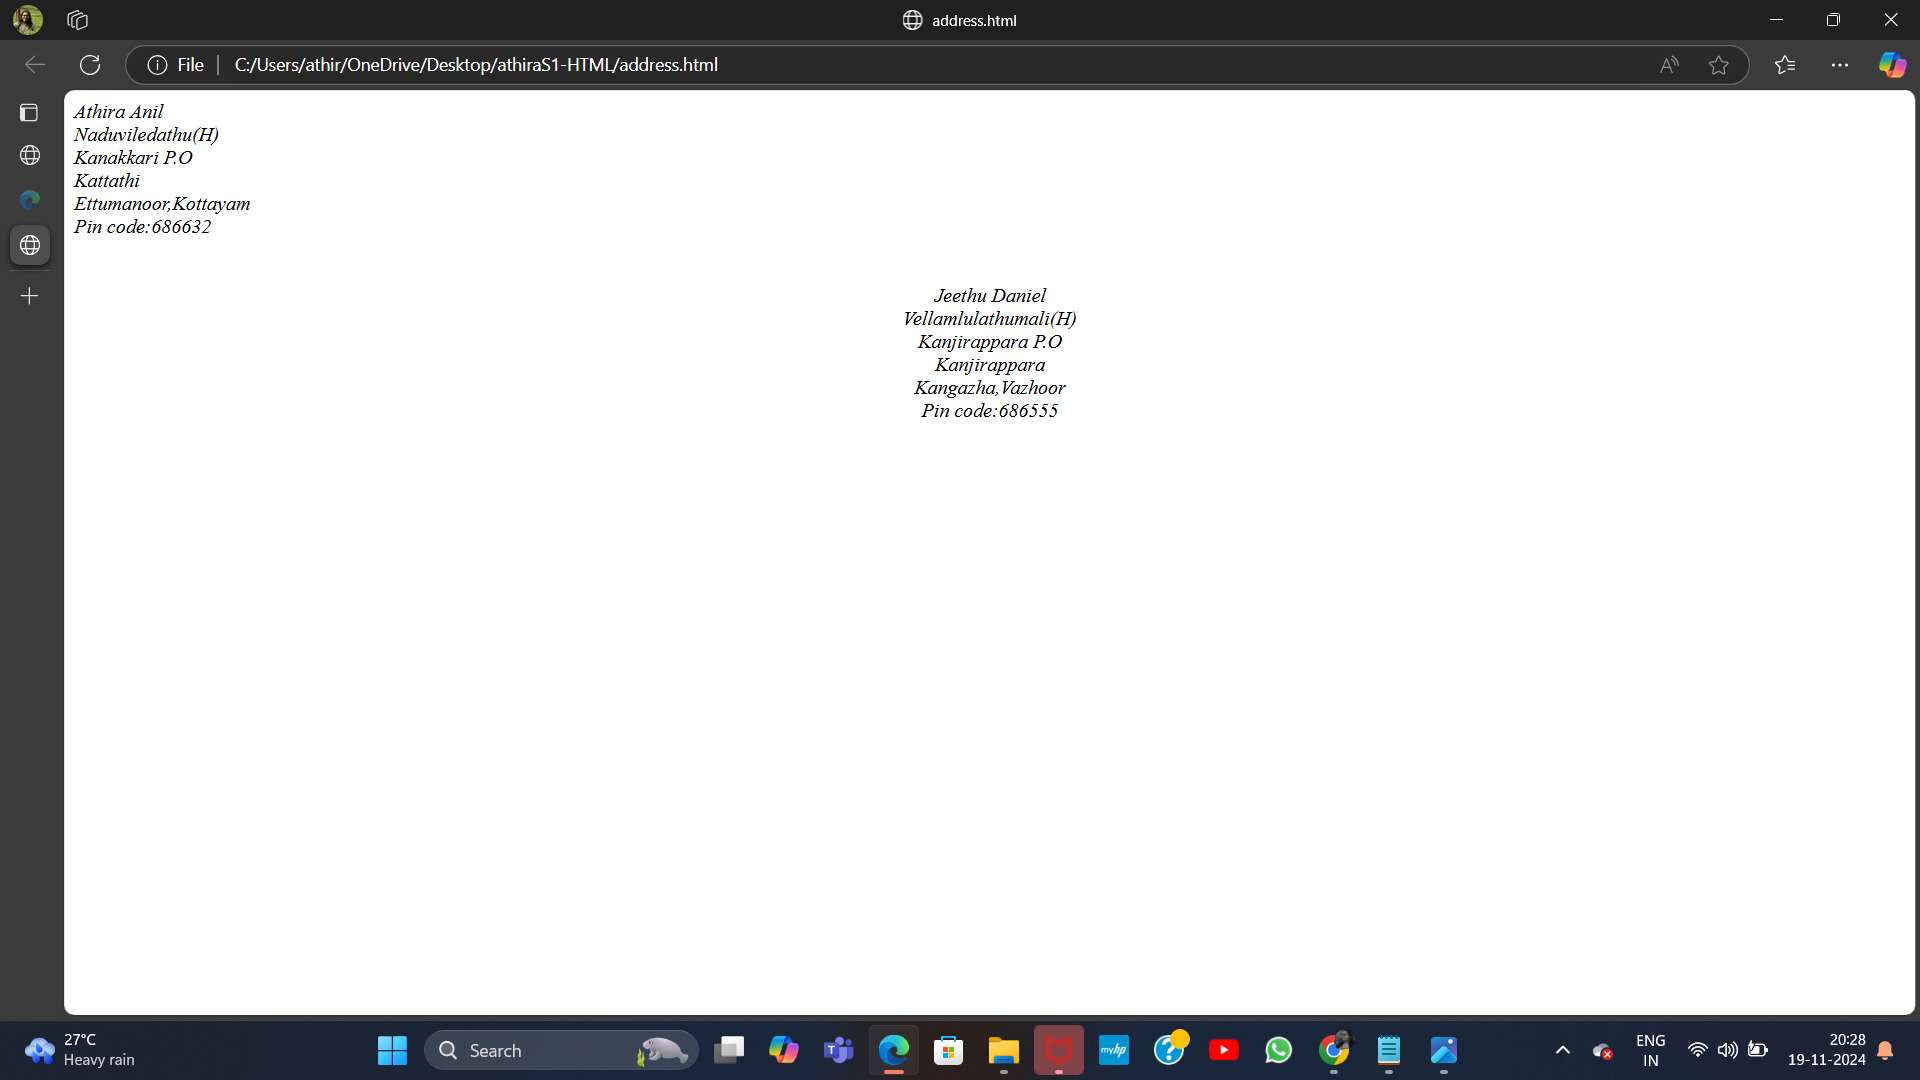 address.html
File
C:/Users/athir/OneDrive/Desktop/athiraS1-HTML/address.html
Athira Anil
Naduviledathu(H)
Kanakkari P.O
Kattathi
Ettumanoor,Kottayam
Pin code:686632
Jeethu Daniel
Vellamlulathumali(H)
Kanjirappara P.O
Kanjirappara
Kangazha,Vazhoor
Pin code:686555
27°C
Heavy rain
Search
myhp
ENG
IN
20:28
19-11-2024